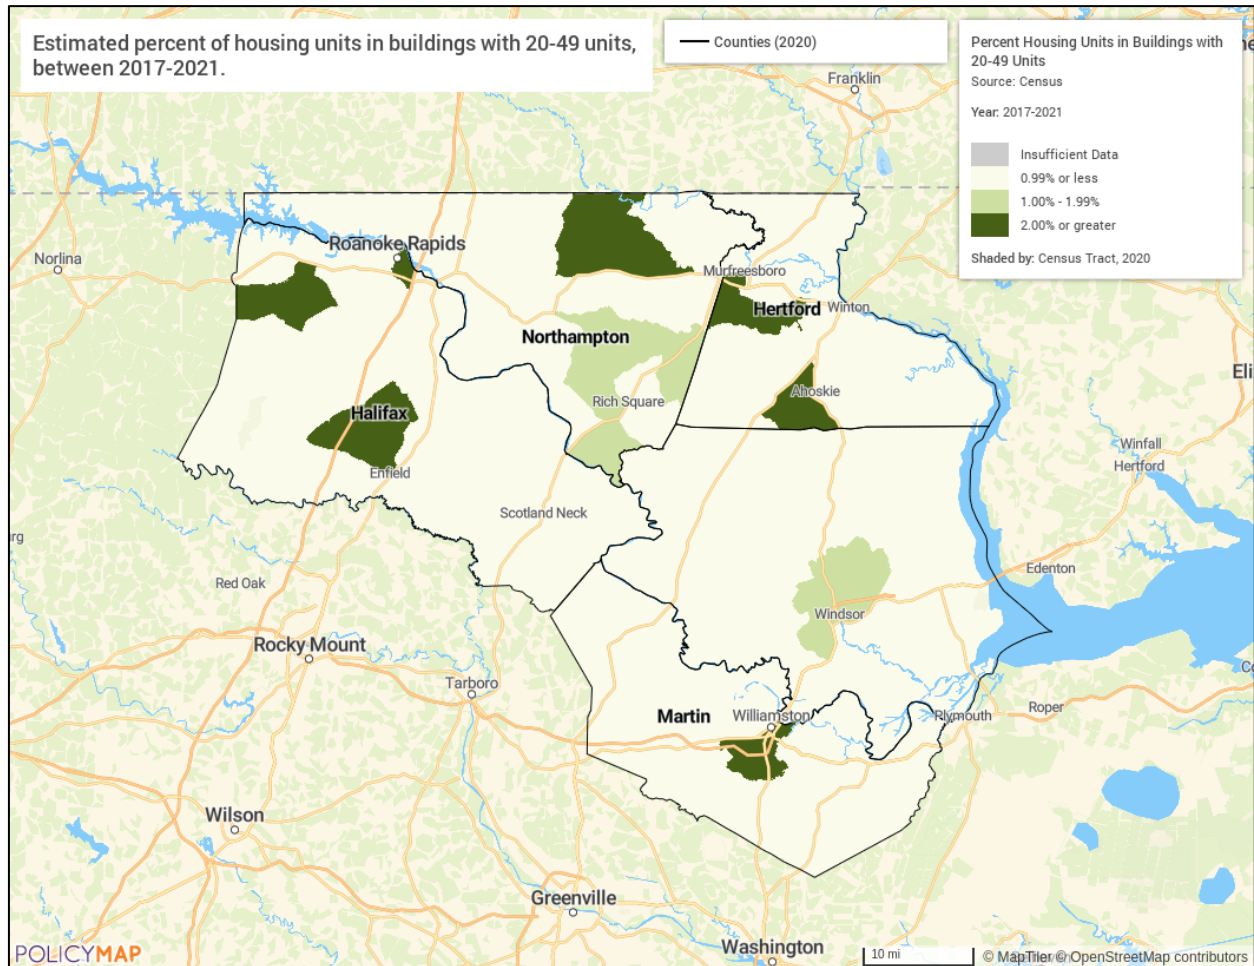 Estimated percent of housing units in buildings with 20-49 units,
between 2017-2021.
Counties (2020)
Percent Housing Units in Buildings with
20-49 Units
Source: Census
Year: 2017-2021
Insufficient Data
0.99% or less
1.00% - 1.99%
2.00% or greater
Shaded by: Census Tract, 2020
Franklin
Norlina
Roanoke Rapids
Murfreesboro
Hertford
Winton
Northampton
Eli
Ahoskie
Rich Square
Halifax
Winfall
Hertford
Enfield
Scotland Neck
rg
Red Oak
Edenton
Windsor
Rocky Mount
Tarboro
Martin
Williamston
Plymouth
Roper
Wilson
Greenville
Washington
POLICYMAP
10 mi
© MapTiler © OpenStreetMap contributors